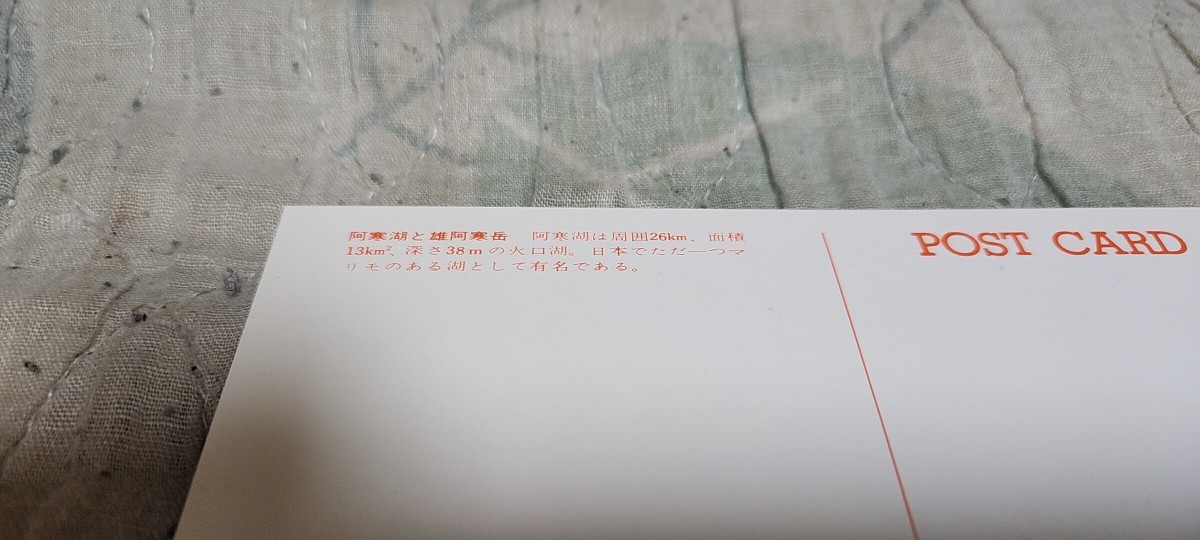 阿寒湖と雄阿寒岳　阿寒湖は周囲26km、面積
13km²、深さ38mの火口湖。日本でただ一つマ
リモのある湖として有名である。
POST CARD